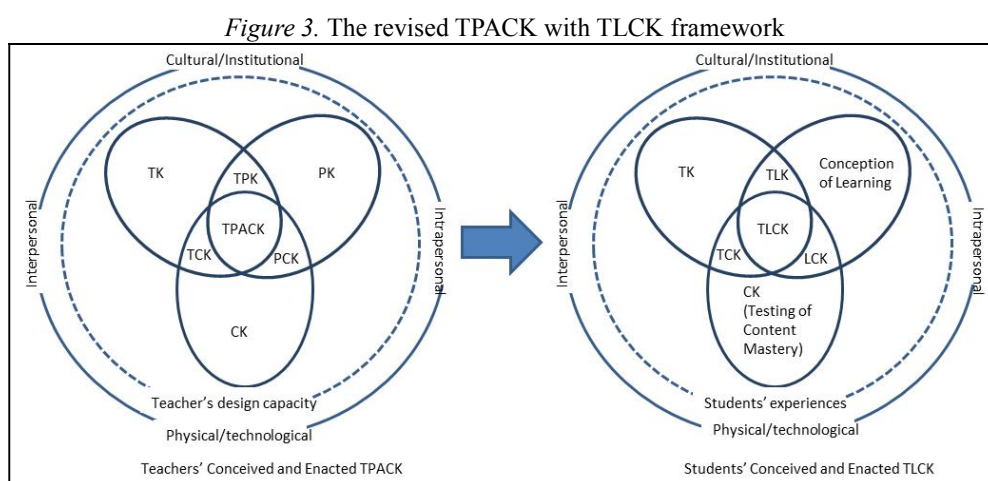 Figure 3. The revised TPACK with TLCK framework
Cultural/Institutional
TK
TPK
PK
TPACK
TCK
PCK
CK
Interpersonal
Intrapersonal
Teacher's design capacity
Physical/technological
Teachers' Conceived and Enacted TPACK
Cultural/Institutional
TK
TLK
Conception
of Learning
TLCK
TCK
LCK
CK
(Testing of
Content
Mastery)
Interpersonal
Intrapersonal
Students' experiences
Physical/technological
Students' Conceived and Enacted TLCK